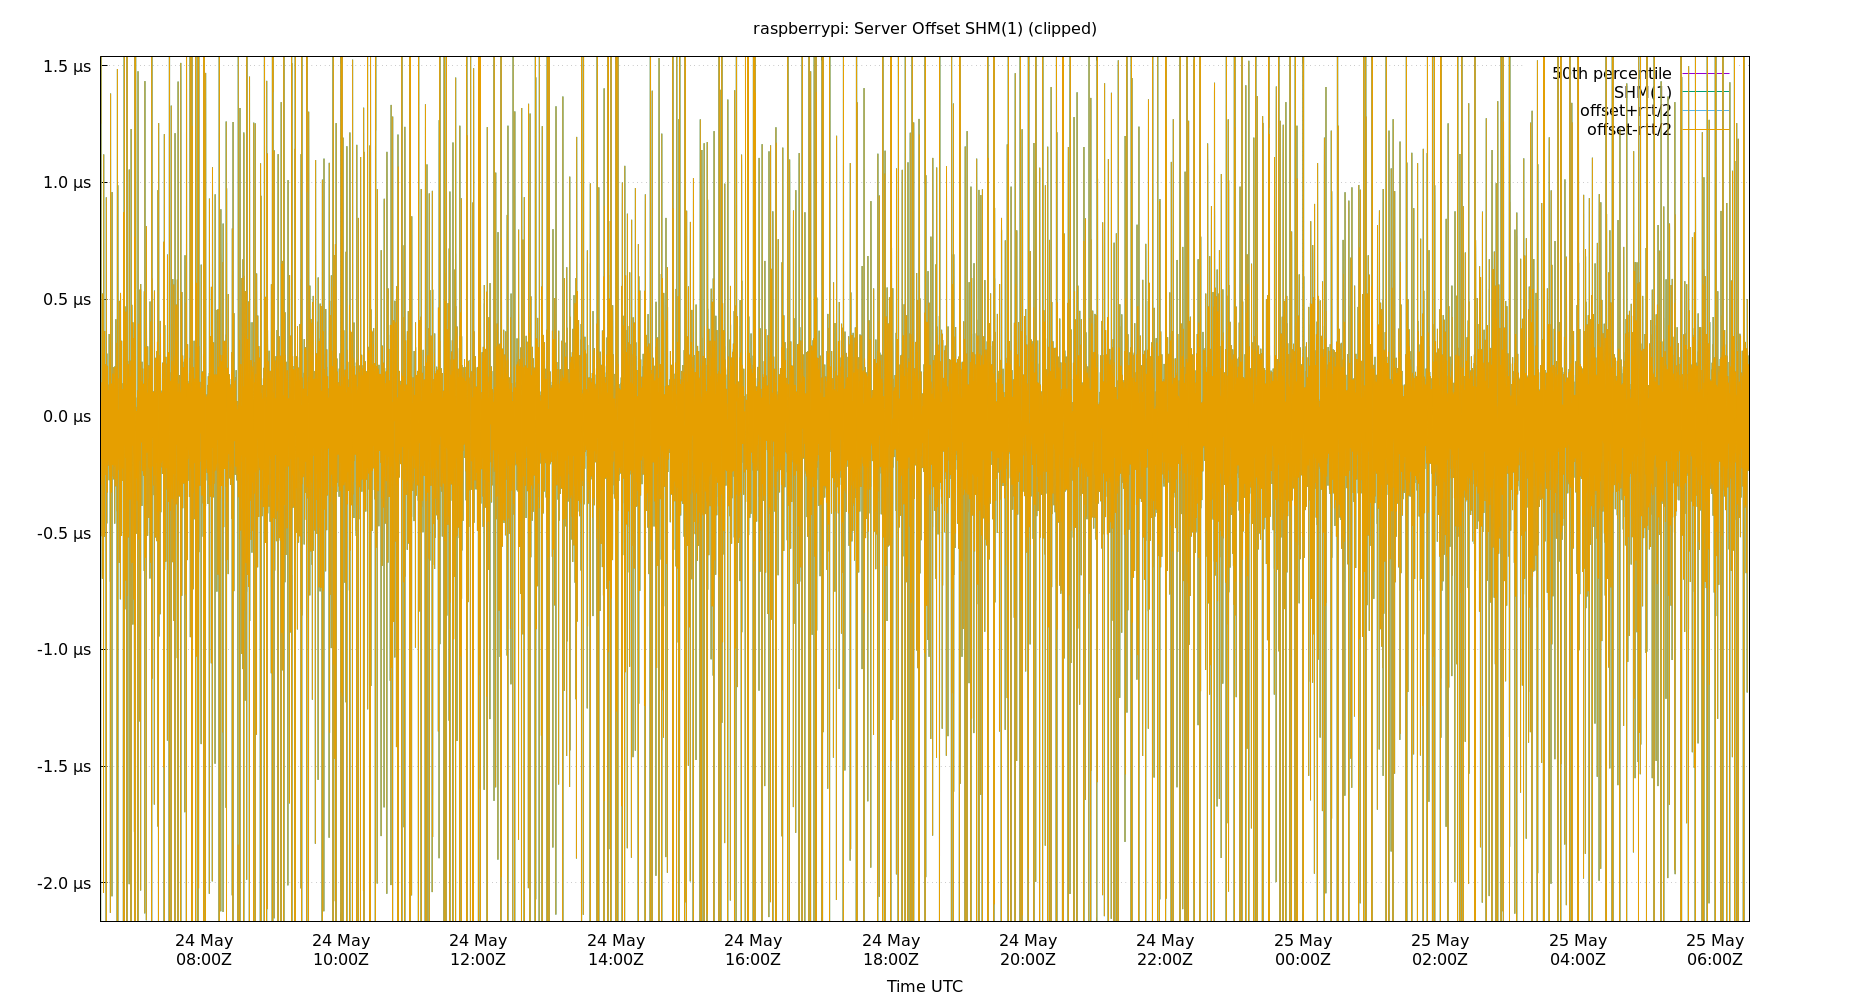 raspberrypi: Server Offset SHM(1) (clipped)
1.5 µs
1.0 µs
0.5 µs
0.0 µs
-0.5 µs
-1.0 µs
-1.5 µs
-2.0 µs
50th percentile
SHM(1)
offset+rtt/2
offset-rtt/2
24 May 24 May 24 May 24 May 24 May 24 May 24 May 24 May 25 May 25 May 25 May 25 May
08:00Z 10:00Z 12:00Z 14:00Z 16:00Z 18:00Z 20:00Z 22:00Z 00:00Z 02:00Z 04:00Z 06:00Z
Time UTC